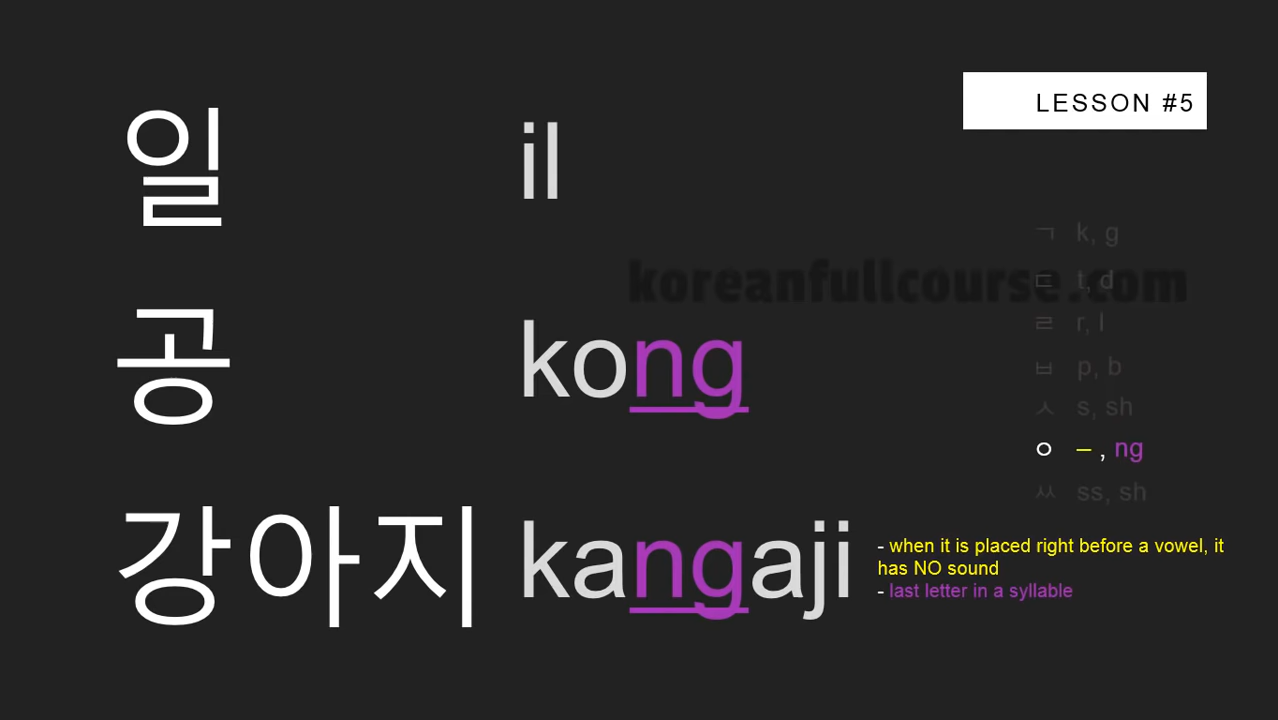 LESSON #5
일 il
공 kong
강아지 kangaji
koreanfullcourse.com
ㄱ k, g
ㄷ t, d
ㄹ r, l
ㅂ p, b
ㅅ s, sh
ㅇ – , ng
ㅆ ss, sh
- when it is placed right before a vowel, it
has NO sound
- last letter in a syllable